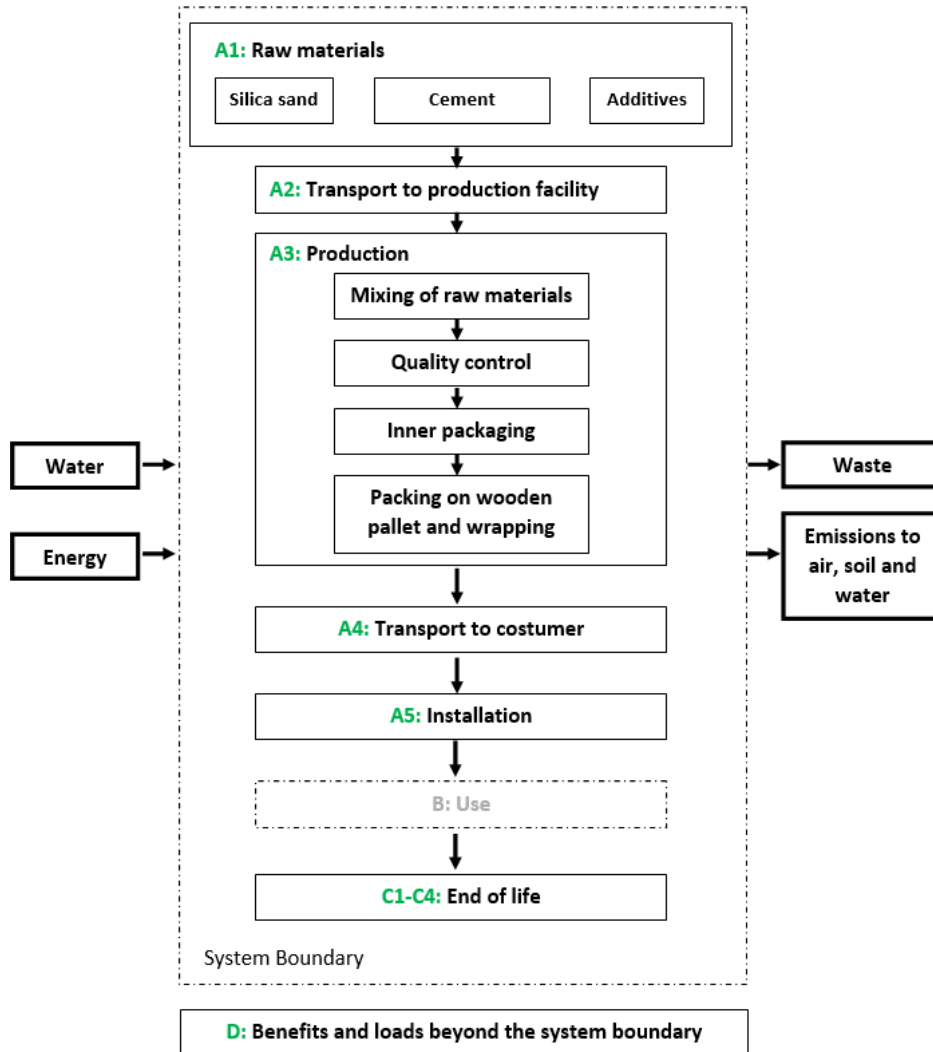 A1: Raw materials
Silica sand
Cement
Additives
A2: Transport to production facility
A3: Production
Mixing of raw materials
Quality control
Inner packaging
Packing on wooden
pallet and wrapping
Water
Energy
Waste
Emissions to
air, soil and
water
A4: Transport to costumer
A5: Installation
B: Use
C1-C4: End of life
System Boundary
D: Benefits and loads beyond the system boundary